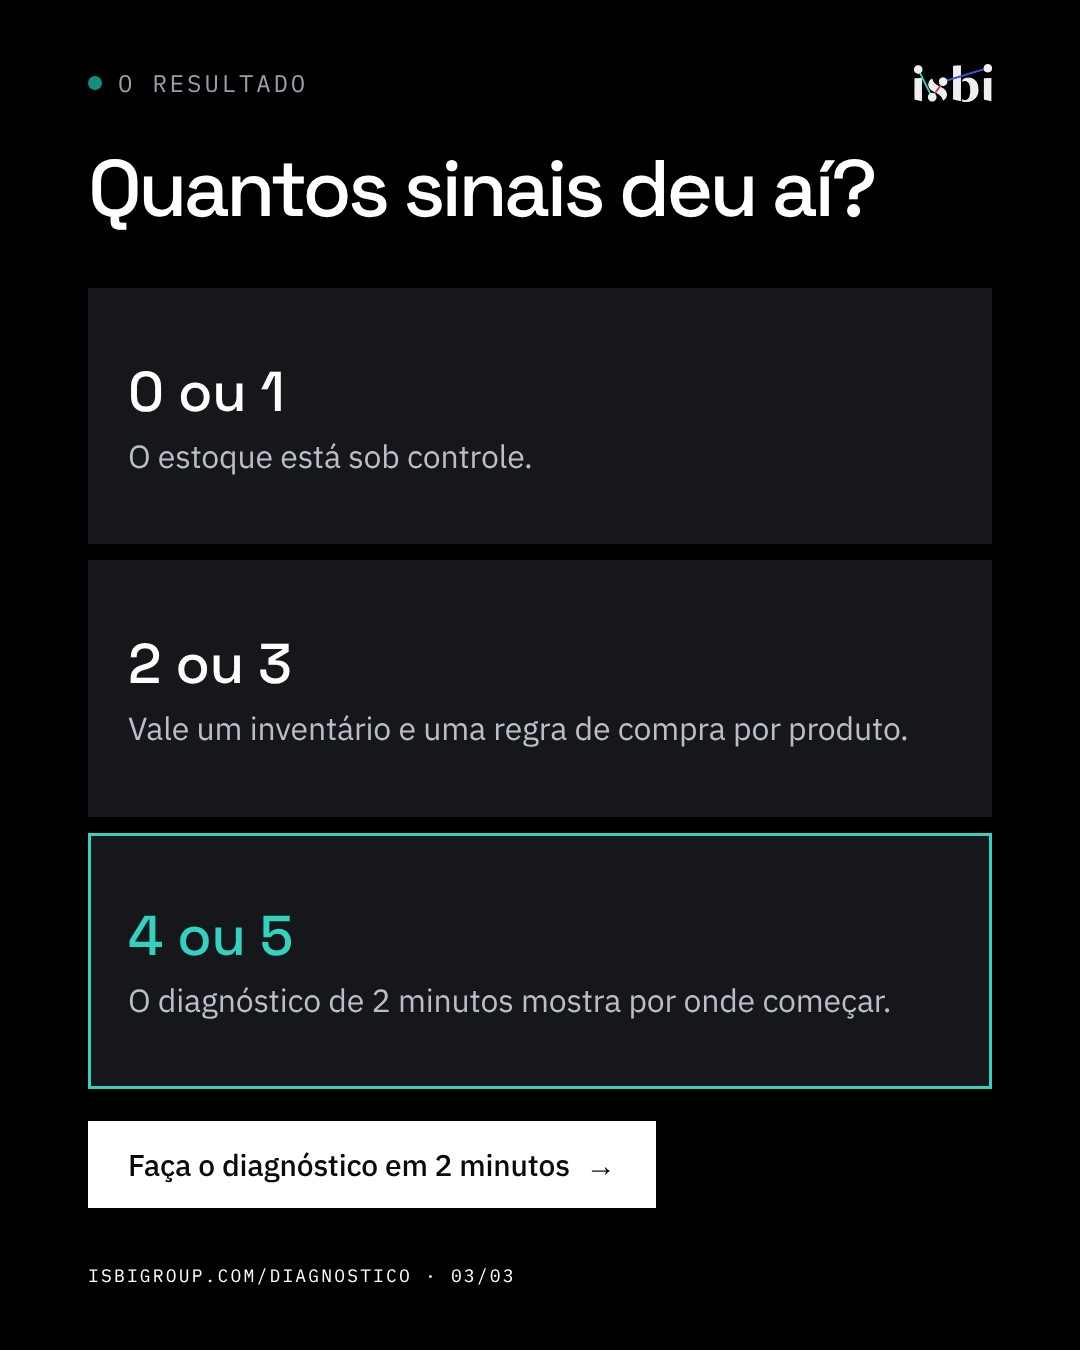 O RESULTADO
isbi
Quantos sinais deu aí?
0 ou 1
O estoque está sob controle.
2 ou 3
Vale um inventário e uma regra de compra por produto.
4 ou 5
O diagnóstico de 2 minutos mostra por onde começar.
Faça o diagnóstico em 2 minutos →
ISBIGROUP.COM/DIAGNOSTICO · 03/03